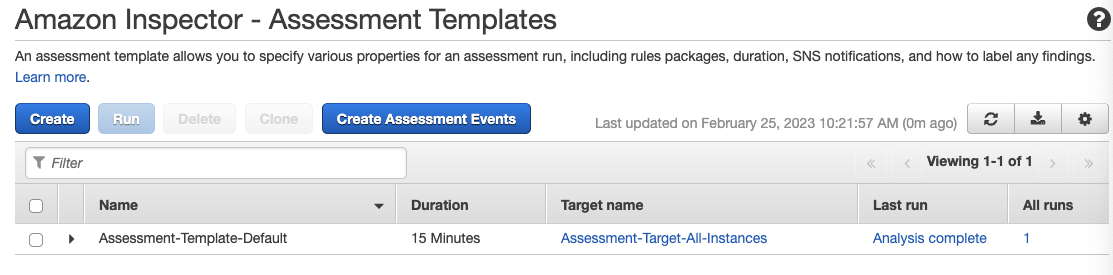 Amazon Inspector - Assessment Templates
An assessment template allows you to specify various properties for an assessment run, including rules packages, duration, SNS notifications, and how to label any findings.
Learn more.
Create Run Delete Clone Create Assessment Events Last updated on February 25, 2023 10:21:57 AM (0m ago)
Filter Viewing 1-1 of 1
Name Duration Target name Last run All runs
Assessment-Template-Default 15 Minutes Assessment-Target-All-Instances Analysis complete 1